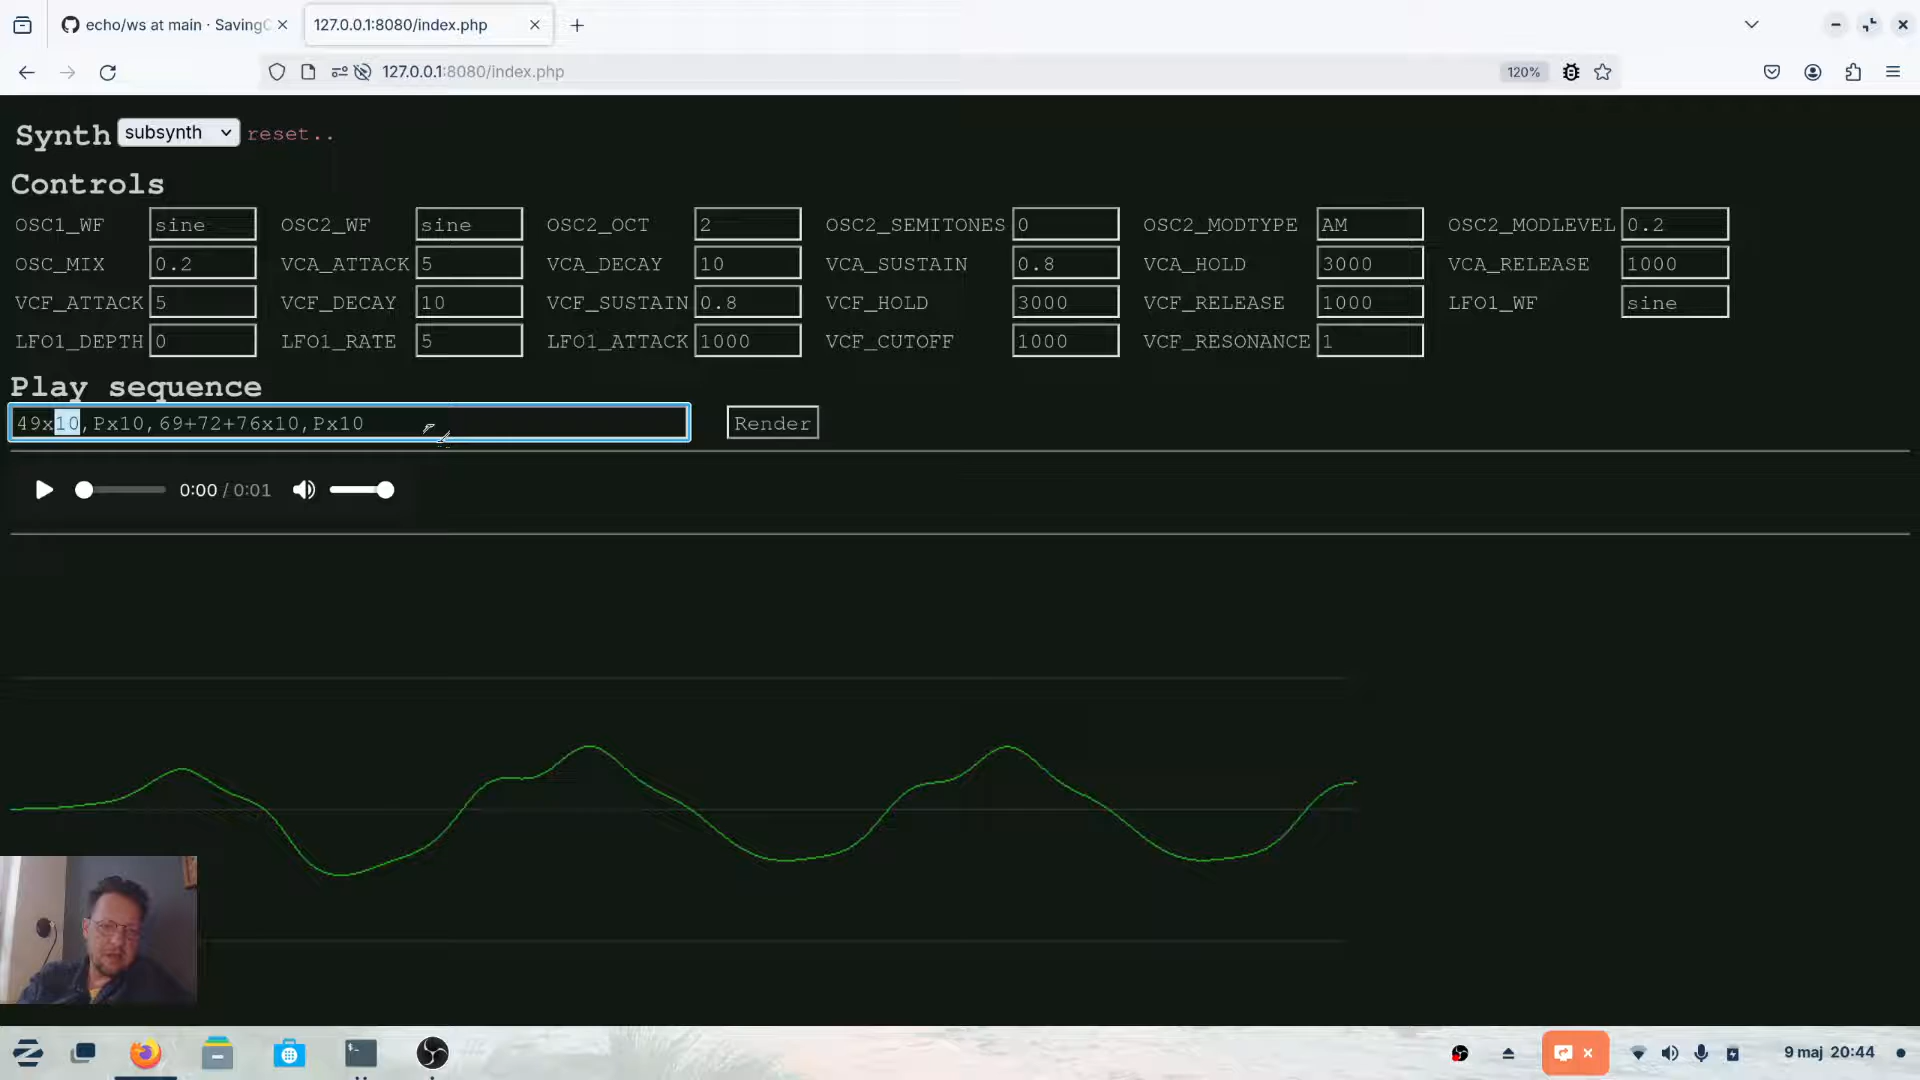 echo/ws at main · SavingC
127.0.0.1:8080/index.php
127.0.0.1:8080/index.php
120%
Synth subsynth reset..
Controls
OSC1_WF sine OSC2_WF sine OSC2_OCT 2 OSC2_SEMITONES 0 OSC2_MODTYPE AM OSC2_MODLEVEL 0.2
OSC_MIX 0.2 VCA_ATTACK 5 VCA_DECAY 10 VCA_SUSTAIN 0.8 VCA_HOLD 3000 VCA_RELEASE 1000
VCF_ATTACK 5 VCF_DECAY 10 VCF_SUSTAIN 0.8 VCF_HOLD 3000 VCF_RELEASE 1000 LFO1_WF sine
LFO1_DEPTH 0 LFO1_RATE 5 LFO1_ATTACK 1000 VCF_CUTOFF 1000 VCF_RESONANCE 1
Play sequence
49x10,Px10,69+72+76x10,Px10 Render
0:00 / 0:01
9 maj 20:44